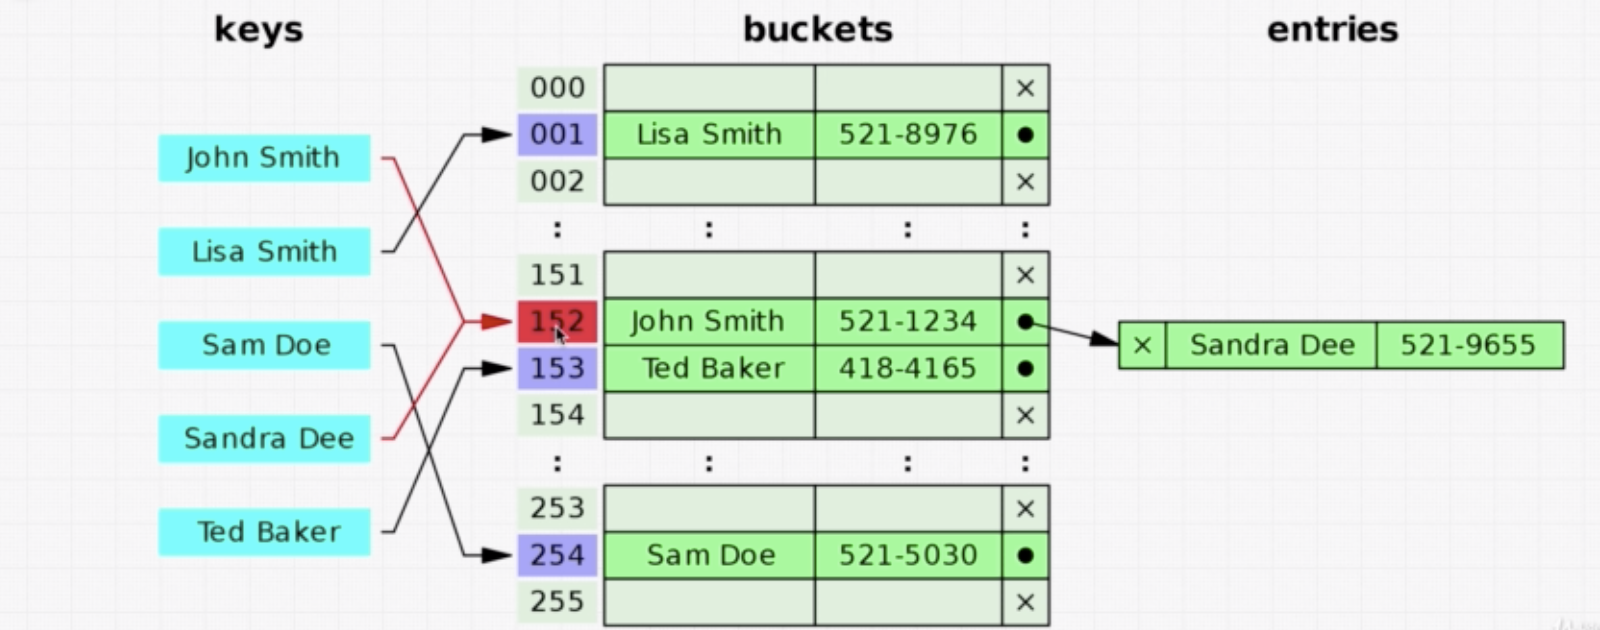 keys buckets entries
000 ×
John Smith 001 Lisa Smith 521-8976 ●
002 ×
Lisa Smith : : : :
151 ×
152 John Smith 521-1234 ●
Sam Doe × Sandra Dee 521-9655
153 Ted Baker 418-4165 ●
154 ×
Sandra Dee : : : :
253 ×
Ted Baker 254 Sam Doe 521-5030 ●
255 ×